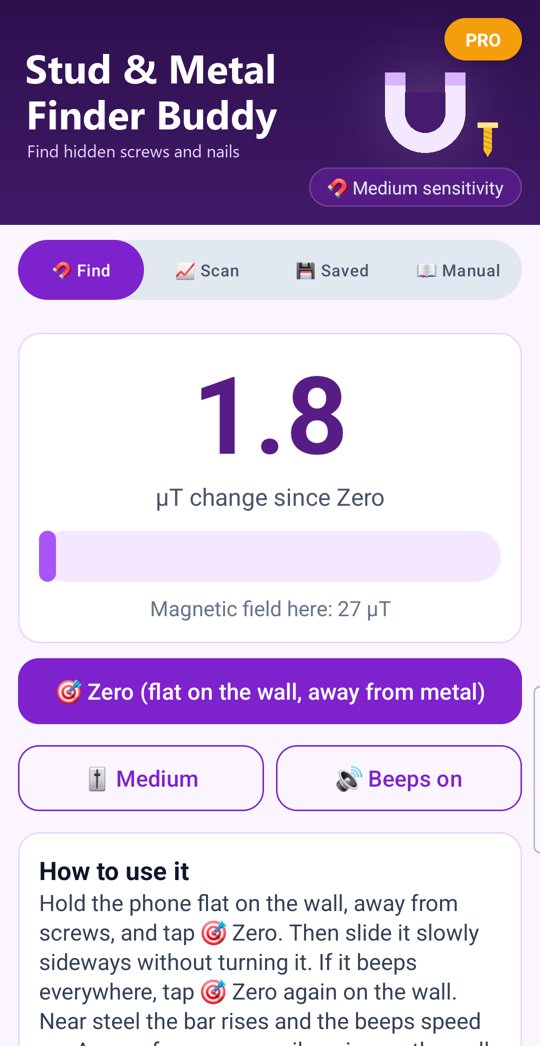 PRO
Stud & Metal
Finder Buddy
Find hidden screws and nails
🧲 Medium sensitivity
🧲 Find
📈 Scan
💾 Saved
📖 Manual
1.8
µT change since Zero
Magnetic field here: 27 µT
🎯 Zero (flat on the wall, away from metal)
🎚️ Medium
🔊 Beeps on
How to use it
Hold the phone flat on the wall, away from
screws, and tap 🎯 Zero. Then slide it slowly
sideways without turning it. If it beeps
everywhere, tap 🎯 Zero again on the wall.
Near steel the bar rises and the beeps speed